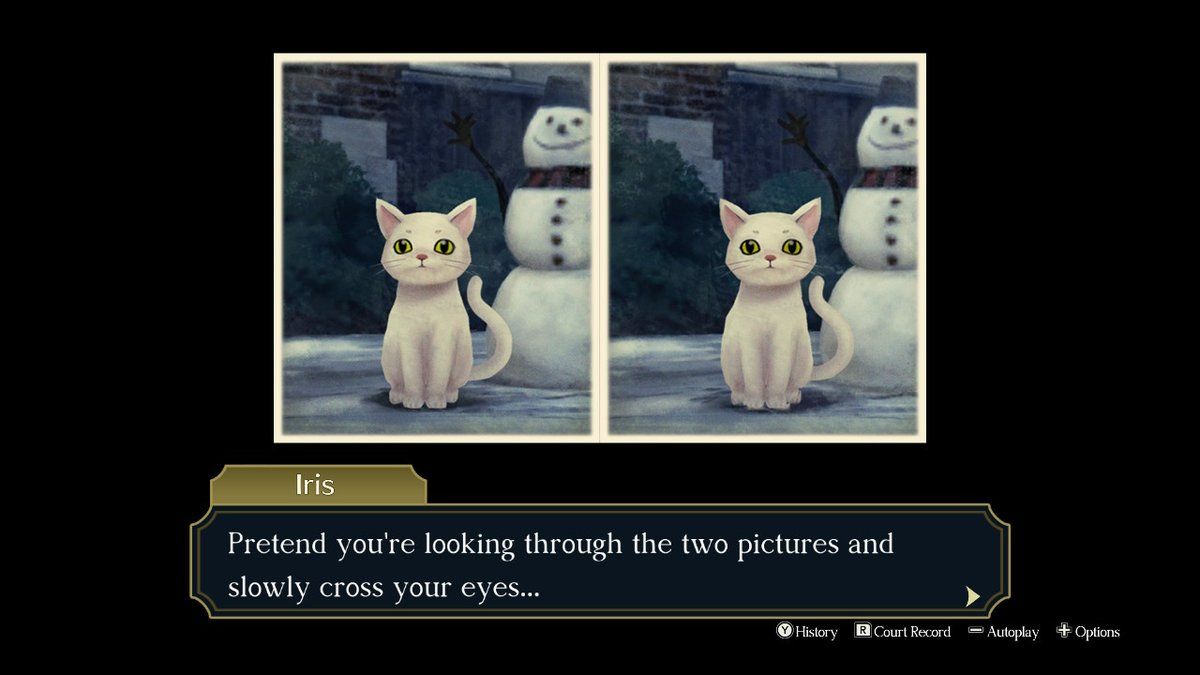 Iris
Pretend you're looking through the two pictures and
slowly cross your eyes...
Y History R Court Record Autoplay Options